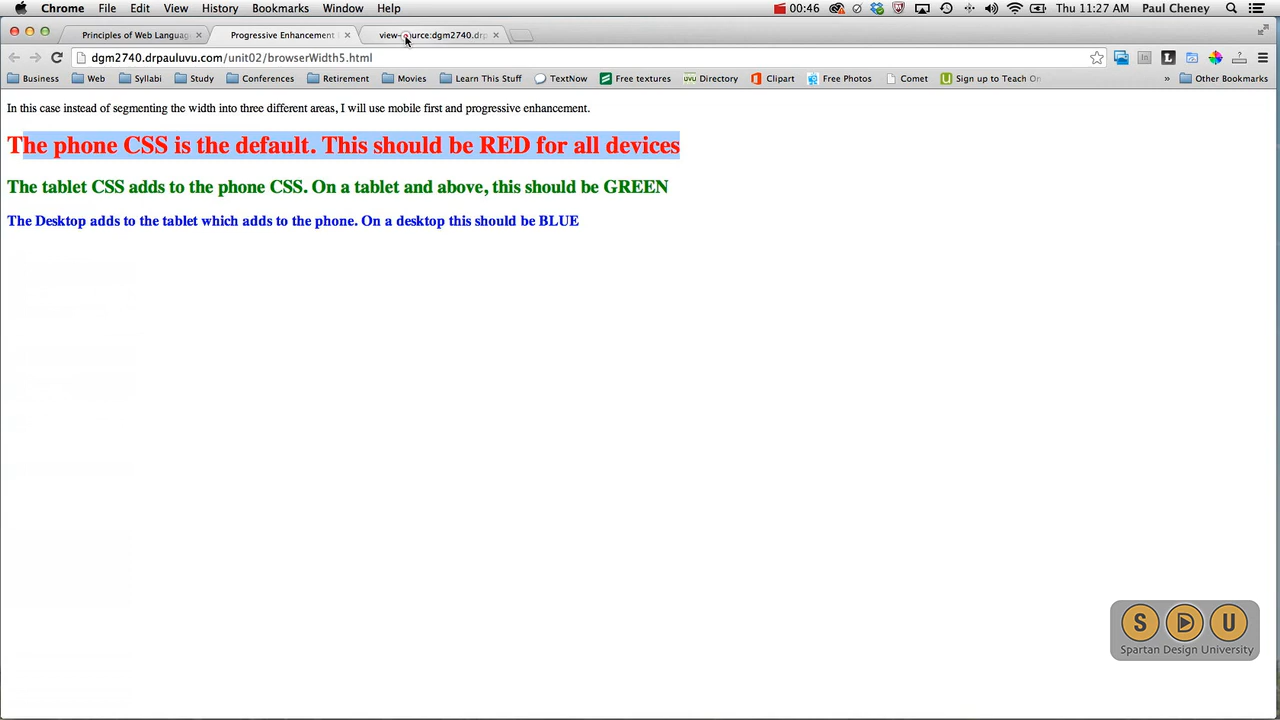 Chrome File Edit View History Bookmarks Window Help 00:46 Thu 11:27 AM Paul Cheney
Principles of Web Languag Progressive Enhancement view-source:dgm2740.drp
dgm2740.drpauluvu.com/unit02/browserWidth5.html
Business Web Syllabi Study Conferences Retirement Movies Learn This Stuff TextNow Free textures UVU Directory Clipart Free Photos Comet Sign up to Teach On » Other Bookmarks
In this case instead of segmenting the width into three different areas, I will use mobile first and progressive enhancement.
The phone CSS is the default. This should be RED for all devices
The tablet CSS adds to the phone CSS. On a tablet and above, this should be GREEN
The Desktop adds to the tablet which adds to the phone. On a desktop this should be BLUE
S D U
Spartan Design University